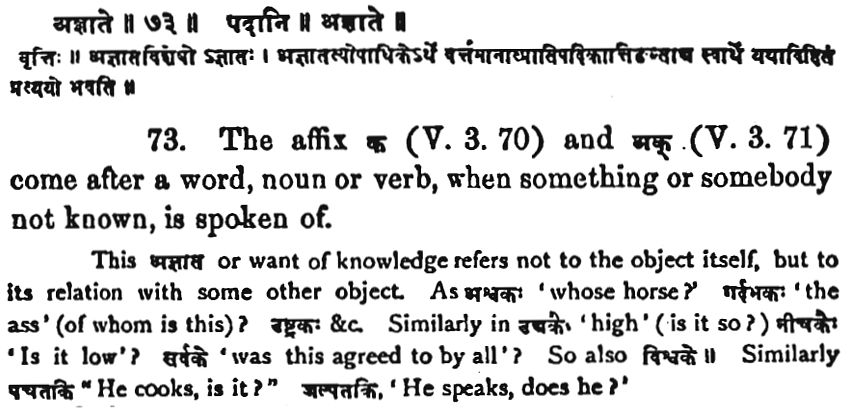 अज्ञाते ॥ ७३ ॥ पदानि ॥ अज्ञाते ॥
वृत्तिः ॥ अज्ञातविशेषो ऽज्ञातः । अज्ञातत्वोपाधिकेऽर्थे वर्त्तमानात्प्रातिपदिकात्तिङन्ताच्च स्वार्थे यथाविहितं
प्रत्ययो भवति ॥
73. The affix क (V. 3. 70) and अक् (V. 3. 71)
come after a word, noun or verb, when something or somebody
not known, is spoken of.
This अज्ञात or want of knowledge refers not to the object itself, but to
its relation with some other object. As अश्वकः 'whose horse?' गर्दभकः 'the
ass' (of whom is this)? उष्ट्रकः &c. Similarly in उच्चकैः 'high' (is it so?) नीचकैः
'Is it low'? सर्वके 'was this agreed to by all'? So also विश्वके ॥ Similarly
पचतकि "He cooks, is it?" जल्पतकि, 'He speaks, does he?'